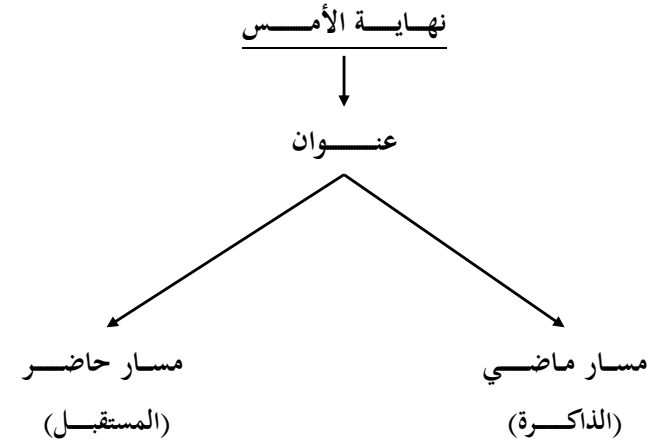 نهاية الأمس
عنوان
مسار ماضي
مسار حاضر
(الذاكرة)
(المستقبل)